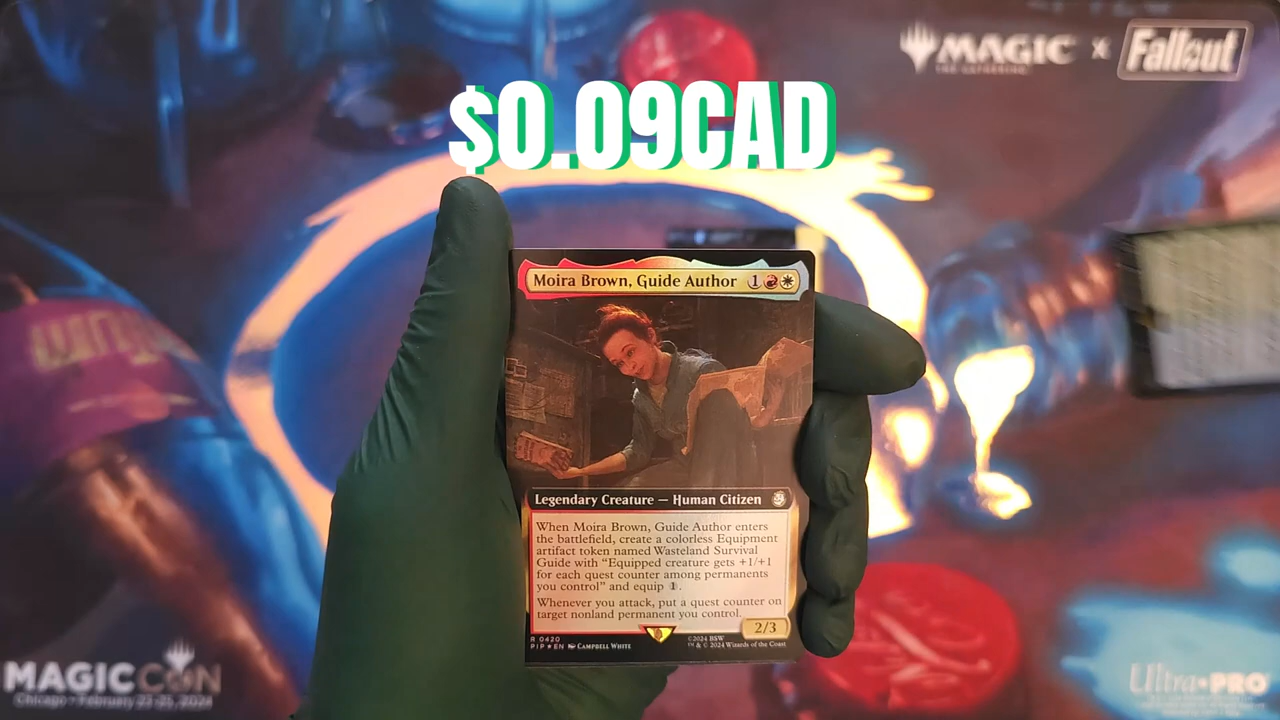 MAGIC x Fallout
THE GATHERING
$0.09CAD
Moira Brown, Guide Author 1
Legendary Creature — Human Citizen
When Moira Brown, Guide Author enters
the battlefield, create a colorless Equipment
artifact token named Wasteland Survival
Guide with “Equipped creature gets +1/+1
for each quest counter among permanents
you control” and equip 1.
Whenever you attack, put a quest counter on
target nonland permanent you control.
2/3
R 0420
PIP★EN CAMPBELL WHITE
©2024 BSW
™ & © 2024 Wizards of the Coast
MAGICCON
Chicago • February 23-25, 2024
Ultra•PRO